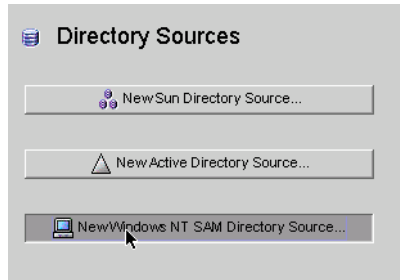 Directory Sources
New Sun Directory Source...
New Active Directory Source...
New Windows NT SAM Directory Source...